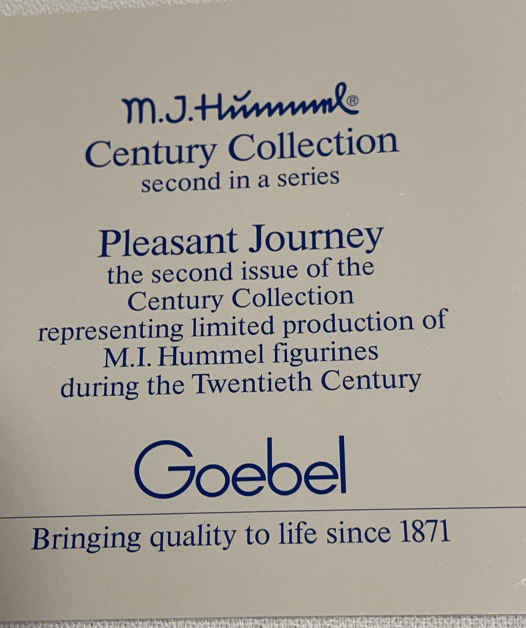 M.J.Hummel®
Century Collection
second in a series
Pleasant Journey
the second issue of the
Century Collection
representing limited production of
M.I. Hummel figurines
during the Twentieth Century
Goebel
Bringing quality to life since 1871